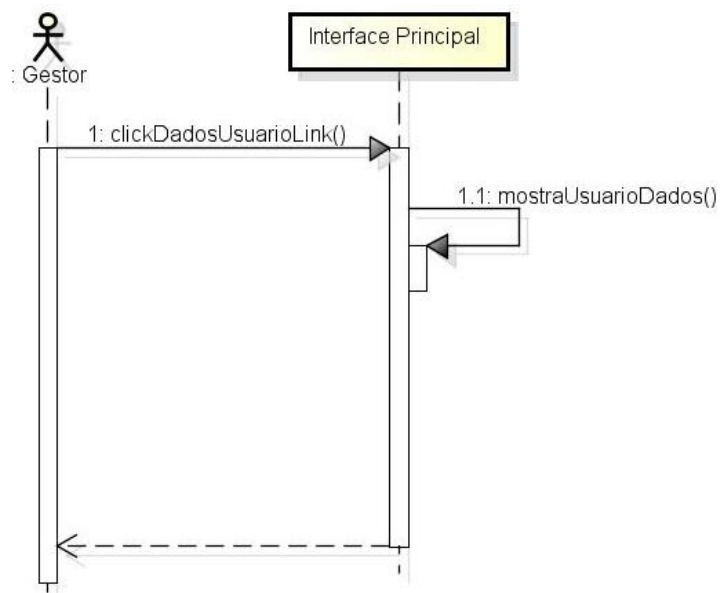 Interface Principal
: Gestor
1: clickDadosUsuarioLink()
1.1: mostraUsuarioDados()